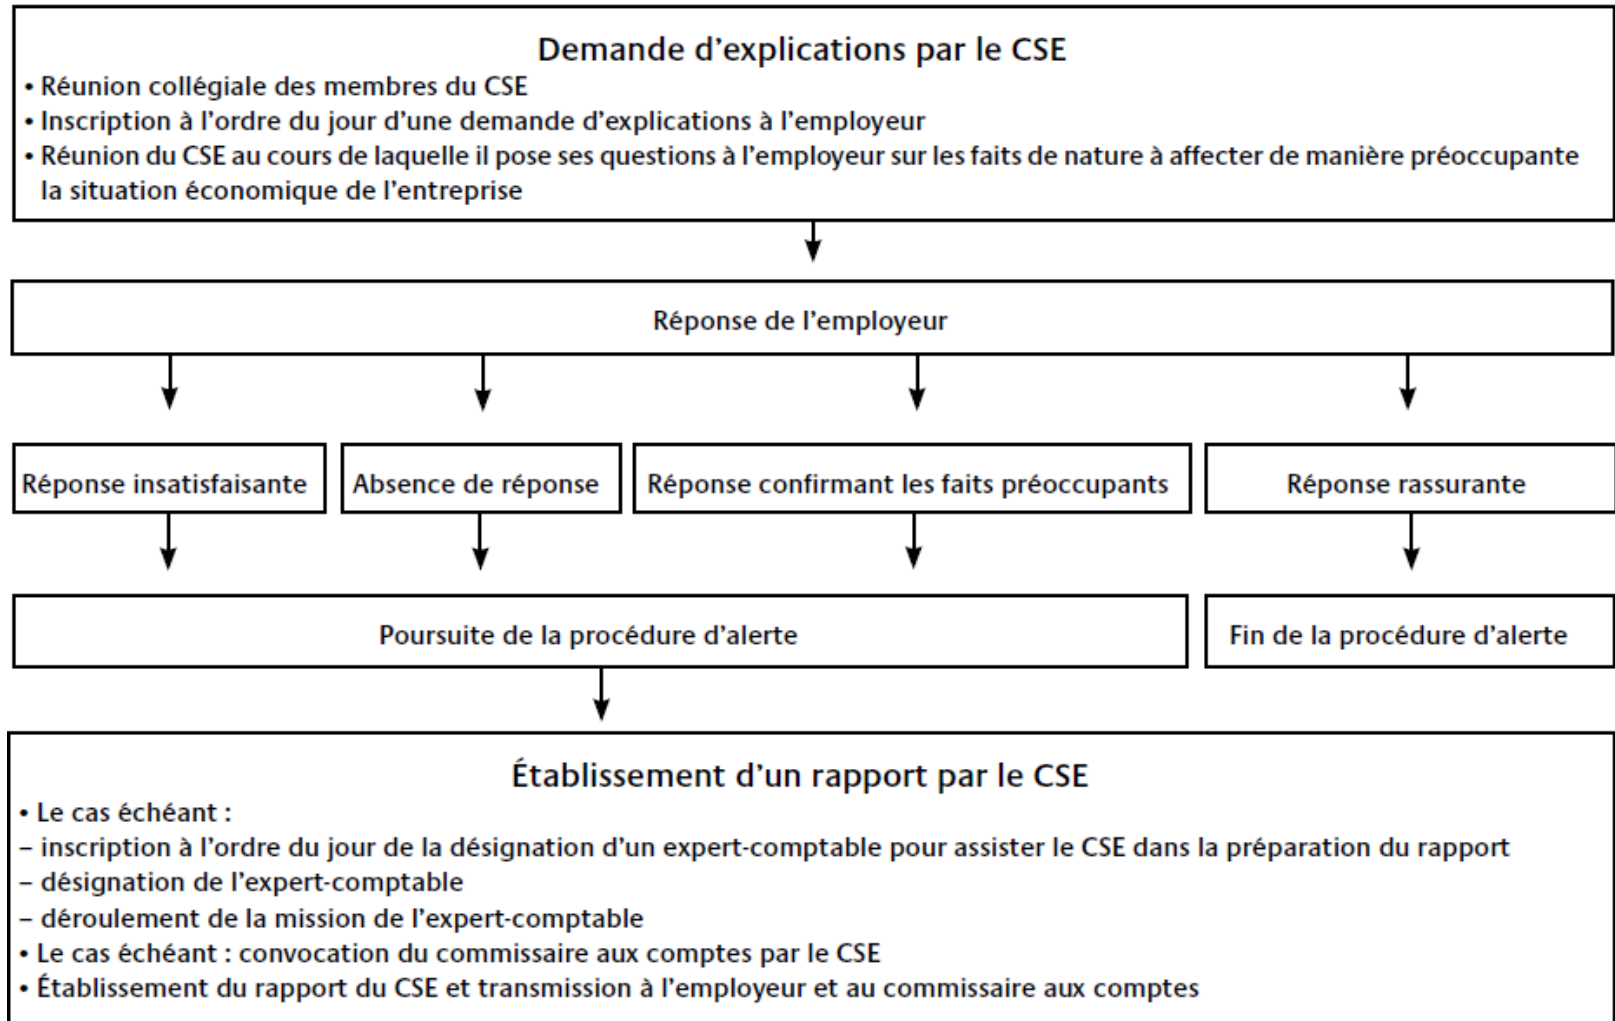 Demande d’explications par le CSE
• Réunion collégiale des membres du CSE
• Inscription à l’ordre du jour d’une demande d’explications à l’employeur
• Réunion du CSE au cours de laquelle il pose ses questions à l’employeur sur les faits de nature à affecter de manière préoccupante
la situation économique de l’entreprise
Réponse de l’employeur
Réponse insatisfaisante
Absence de réponse
Réponse confirmant les faits préoccupants
Réponse rassurante
Poursuite de la procédure d’alerte
Fin de la procédure d’alerte
Établissement d’un rapport par le CSE
• Le cas échéant :
– inscription à l’ordre du jour de la désignation d’un expert-comptable pour assister le CSE dans la préparation du rapport
– désignation de l’expert-comptable
– déroulement de la mission de l’expert-comptable
• Le cas échéant : convocation du commissaire aux comptes par le CSE
• Établissement du rapport du CSE et transmission à l’employeur et au commissaire aux comptes